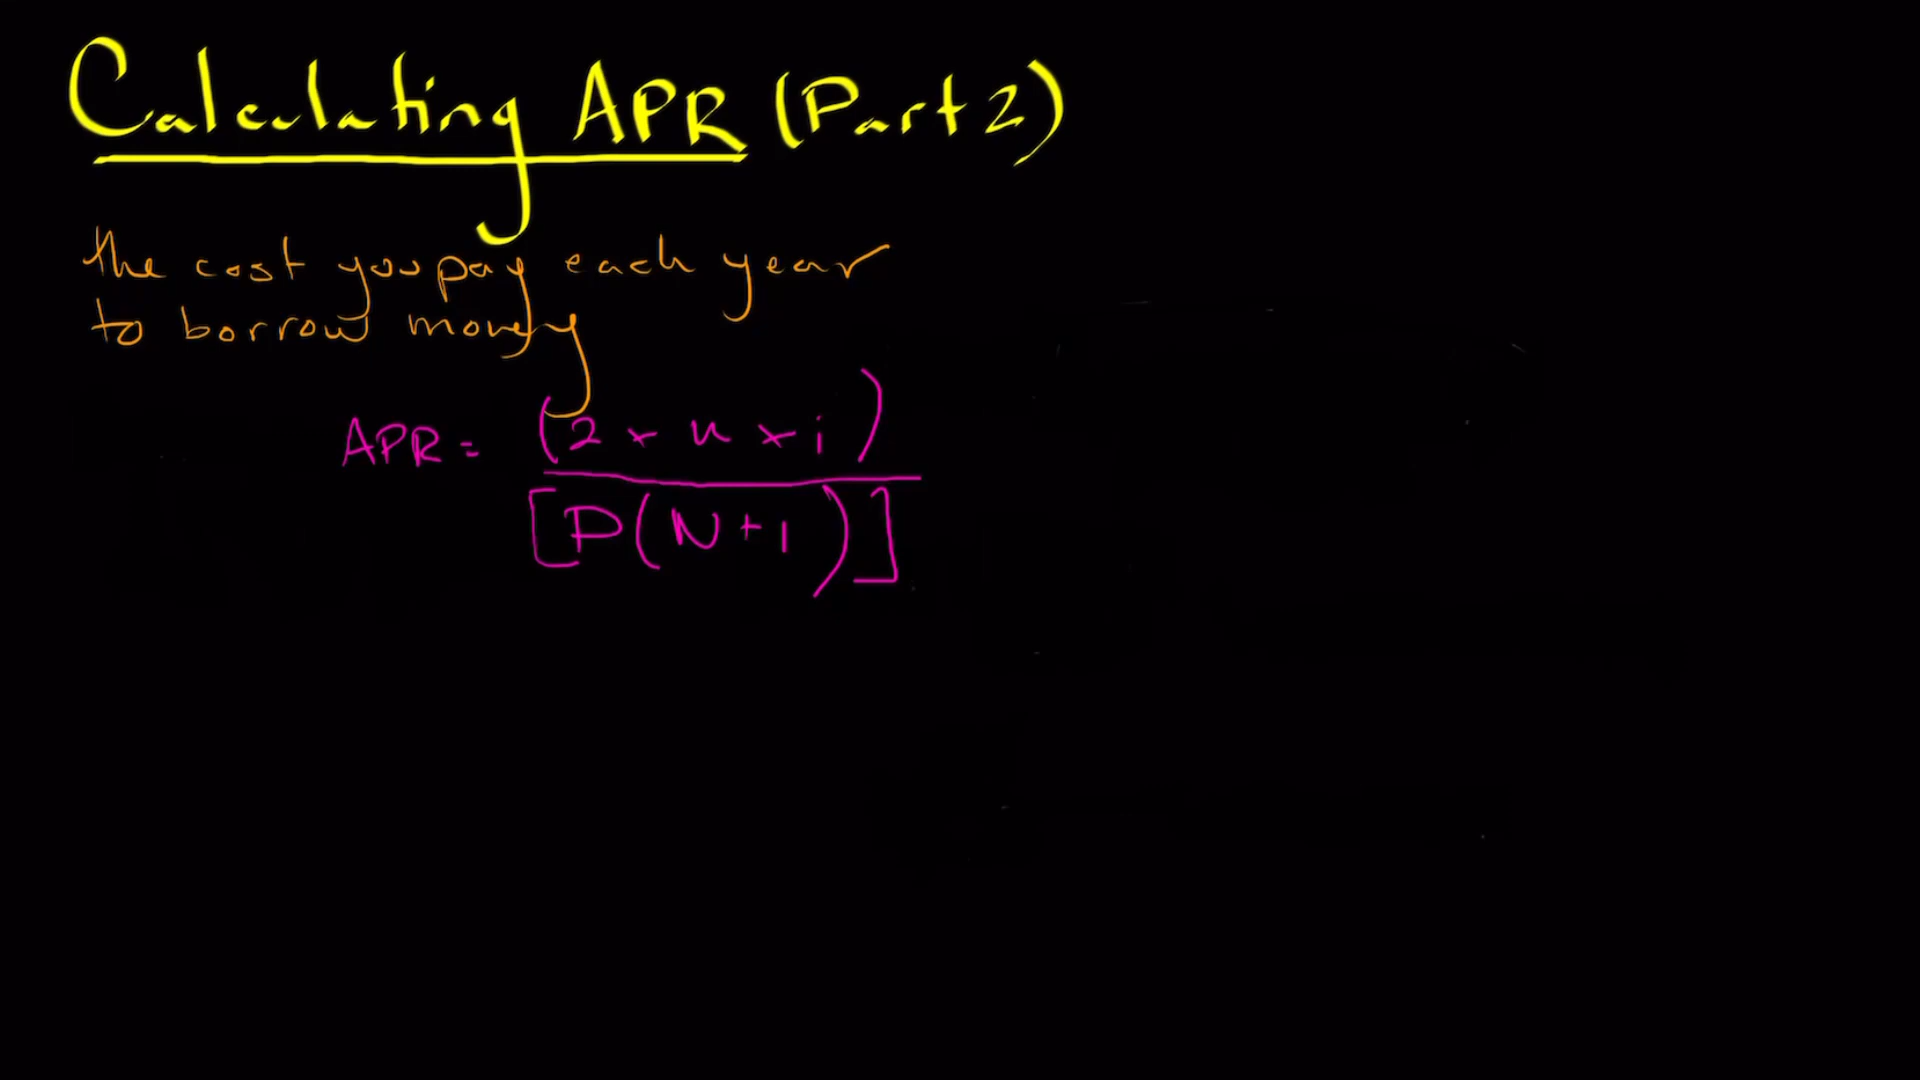 Calculating APR (Part 2)
the cost you pay each year
to borrow money
APR = (2 x n x i)
[P(N+1)]